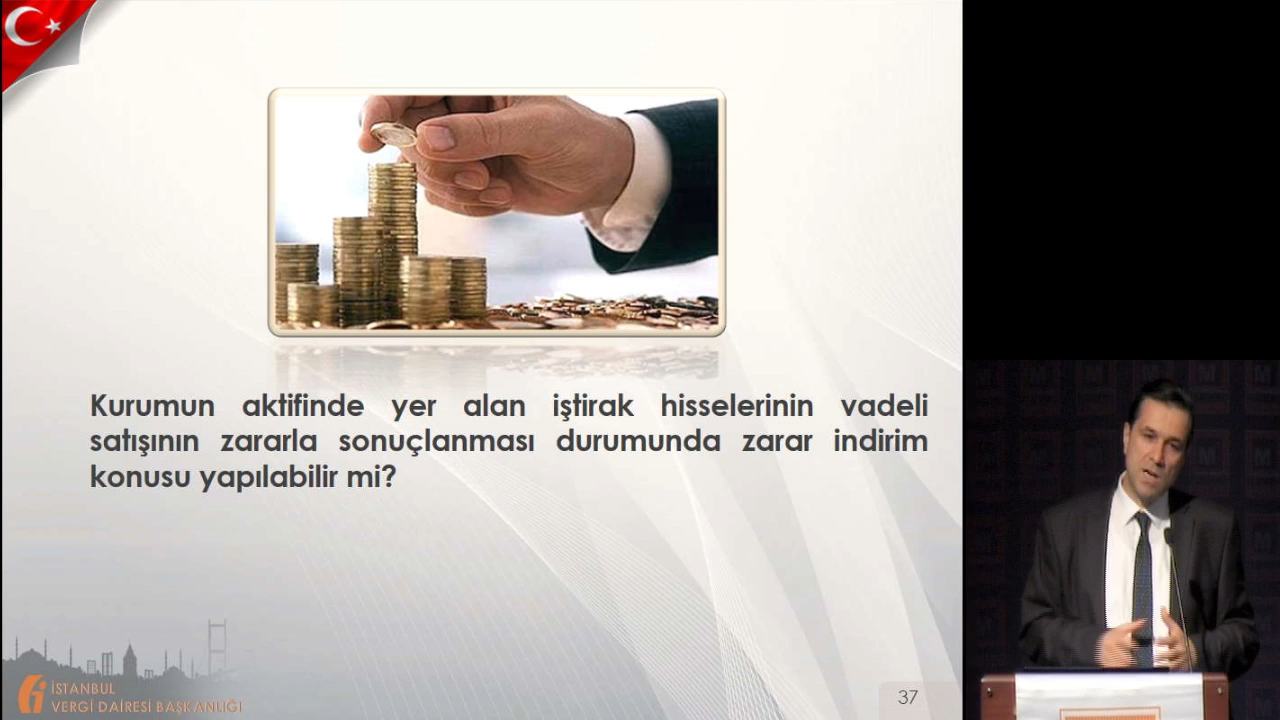 Kurumun aktifinde yer alan iştirak hisselerinin vadeli
satışının zararla sonuçlanması durumunda zarar indirim
konusu yapılabilir mi?
İSTANBUL
VERGİ DAİRESİ BAŞKANLIĞI
37